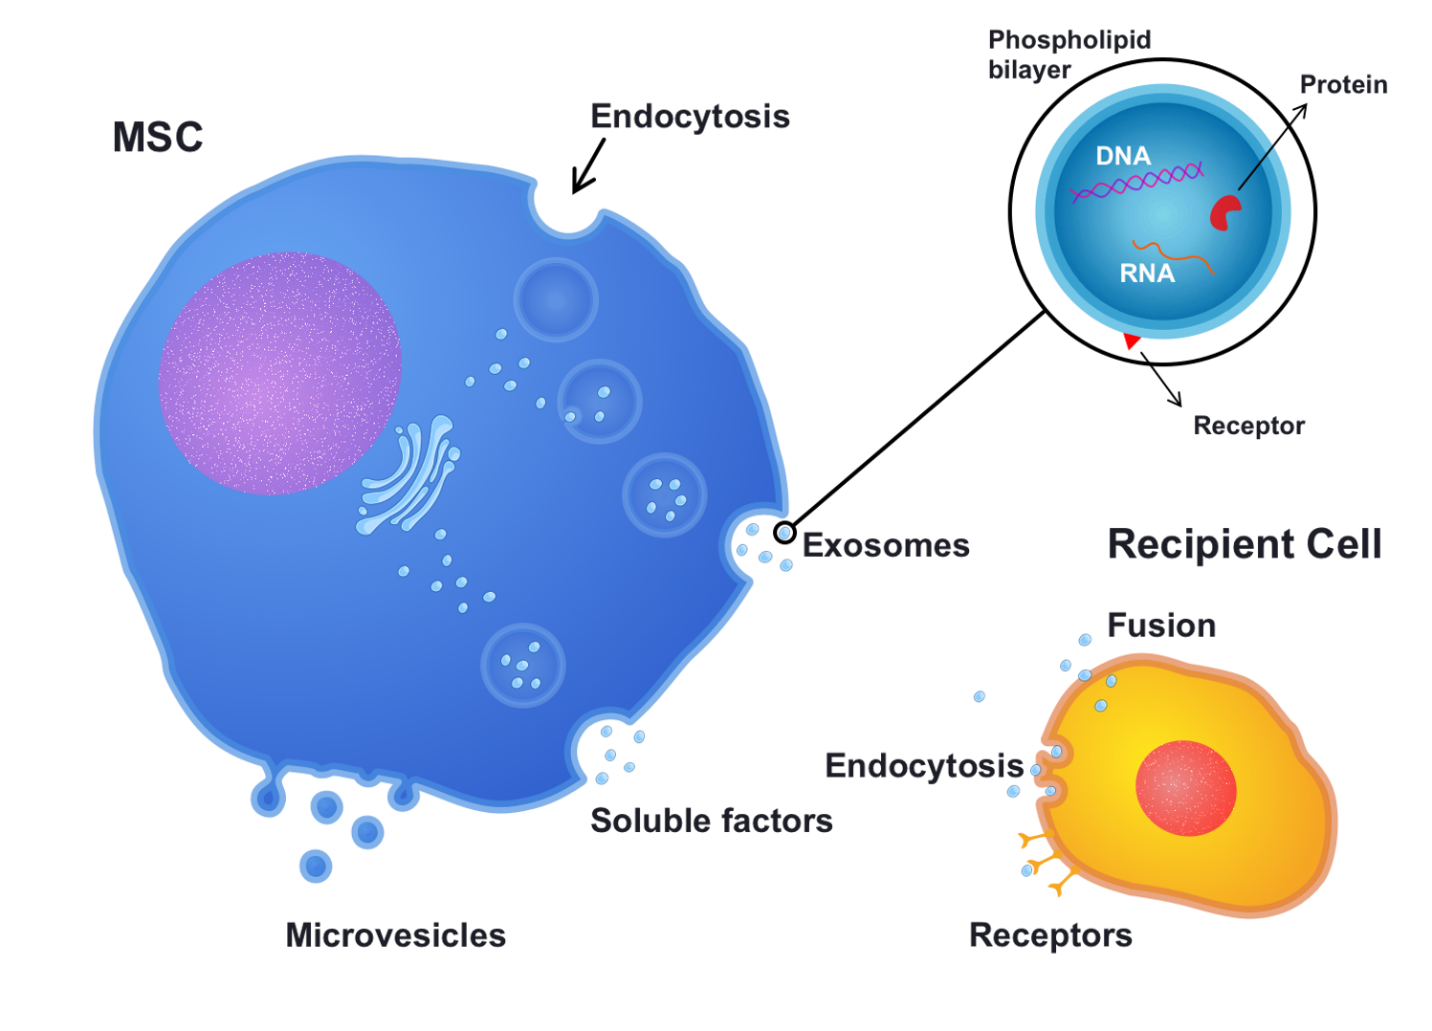 Phospholipid
bilayer
Protein
MSC
Endocytosis
DNA
RNA
Receptor
Exosomes
Recipient Cell
Fusion
Endocytosis
Soluble factors
Microvesicles
Receptors